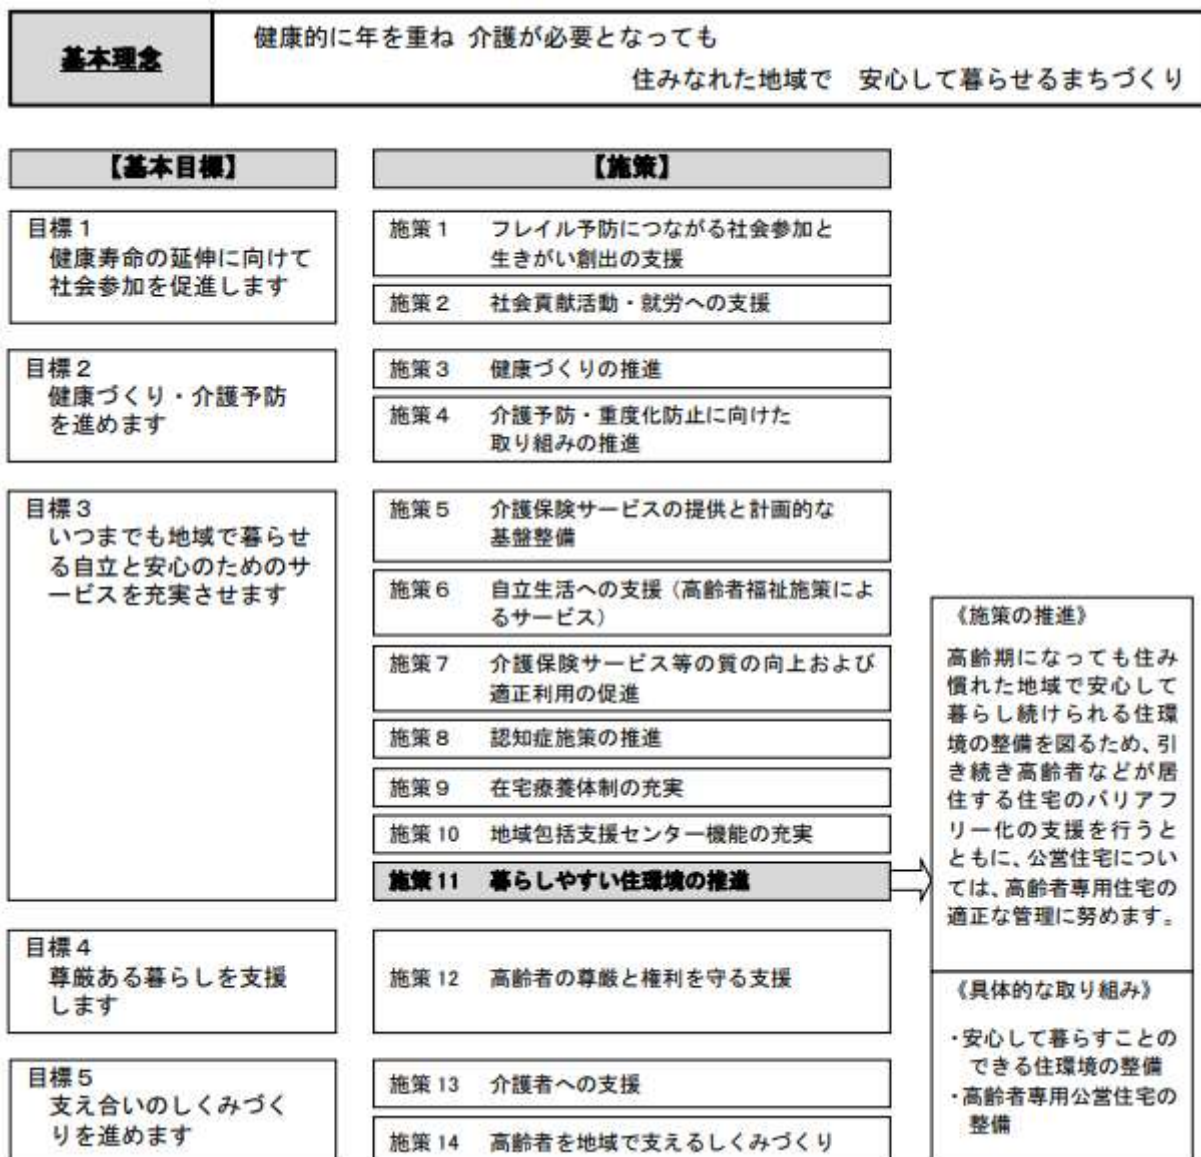 基本理念
健康的に年を重ね 介護が必要となっても
住みなれた地域で　安心して暮らせるまちづくり
【基本目標】
【施策】
目標１
健康寿命の延伸に向けて
社会参加を促進します
施策１　フレイル予防につながる社会参加と
生きがい創出の支援
施策２　社会貢献活動・就労への支援
目標２
健康づくり・介護予防
を進めます
施策３　健康づくりの推進
施策４　介護予防・重度化防止に向けた
取り組みの推進
目標３
いつまでも地域で暮らせ
る自立と安心のためのサ
ービスを充実させます
施策５　介護保険サービスの提供と計画的な
基盤整備
施策６　自立生活への支援（高齢者福祉施策によ
るサービス）
施策７　介護保険サービス等の質の向上および
適正利用の促進
施策８　認知症施策の推進
施策９　在宅療養体制の充実
施策 10　地域包括支援センター機能の充実
施策 11　暮らしやすい住環境の推進
《施策の推進》
高齢期になっても住み
慣れた地域で安心して
暮らし続けられる住環
境の整備を図るため、引
き続き高齢者などが居
住する住宅のバリアフ
リー化の支援を行うと
ともに、公営住宅につい
ては、高齢者専用住宅の
適正な管理に努めます。
《具体的な取り組み》
・安心して暮らすことの
できる住環境の整備
・高齢者専用公営住宅の
整備
目標４
尊厳ある暮らしを支援
します
施策 12　高齢者の尊厳と権利を守る支援
目標５
支え合いのしくみづく
りを進めます
施策 13　介護者への支援
施策 14　高齢者を地域で支えるしくみづくり